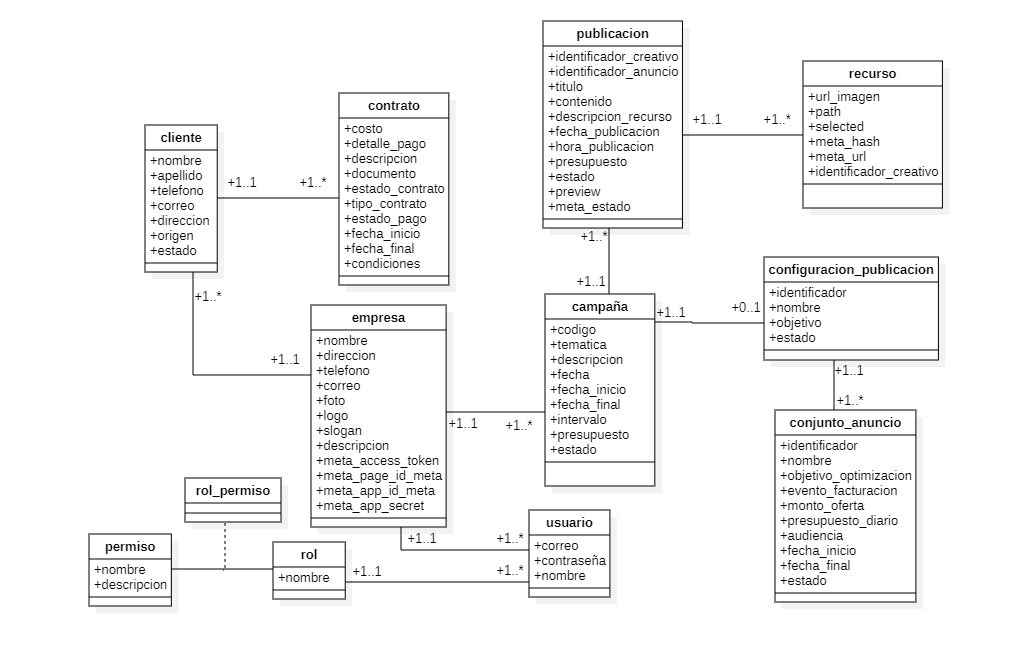 publicacion
+identificador_creativo
+identificador_anuncio
+titulo
+contenido
+descripcion_recurso
+fecha_publicacion
+hora_publicacion
+presupuesto
+estado
+preview
+meta_estado
+1..1
+1..*
recurso
+url_imagen
+path
+selected
+meta_hash
+meta_url
+identificador_creativo
contrato
+costo
+detalle_pago
+descripcion
+documento
+estado_contrato
+tipo_contrato
+estado_pago
+fecha_inicio
+fecha_final
+condiciones
cliente
+nombre
+apellido
+telefono
+correo
+direccion
+origen
+estado
+1..1
+1..*
+1..*
+1..1
+1..*
+1..1
configuracion_publicacion
+identificador
+nombre
+objetivo
+estado
campaña
+codigo
+tematica
+descripcion
+fecha
+fecha_inicio
+fecha_final
+intervalo
+presupuesto
+estado
+1..1
+0..1
empresa
+nombre
+direccion
+telefono
+correo
+foto
+logo
+slogan
+descripcion
+meta_access_token
+meta_page_id_meta
+meta_app_id_meta
+meta_app_secret
+1..1
+1..*
+1..1
+1..*
conjunto_anuncio
+identificador
+nombre
+objetivo_optimizacion
+evento_facturacion
+monto_oferta
+presupuesto_diario
+audiencia
+fecha_inicio
+fecha_final
+estado
rol_permiso
permiso
+nombre
+descripcion
rol
+nombre
+1..1
+1..*
+1..1
+1..*
usuario
+correo
+contraseña
+nombre